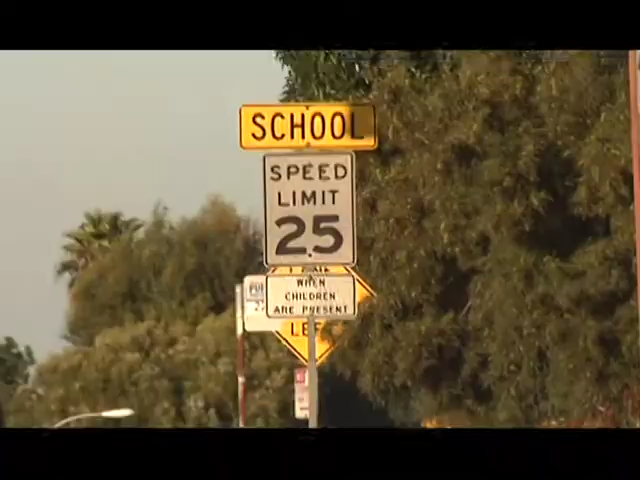 SCHOOL
SPEED
LIMIT
25
WHEN
CHILDREN
ARE PRESENT